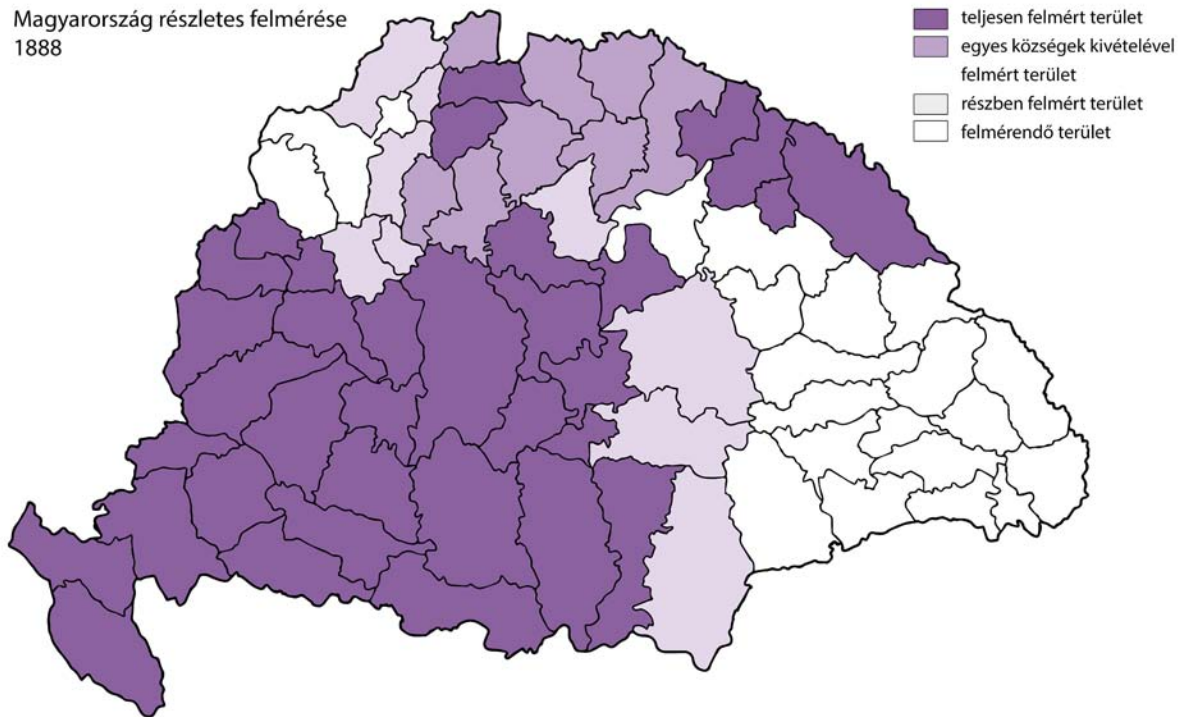 Magyarország részletes felmérése
1888
teljesen felmért terület
egyes községek kivételével
felmért terület
részben felmért terület
felmérendő terület